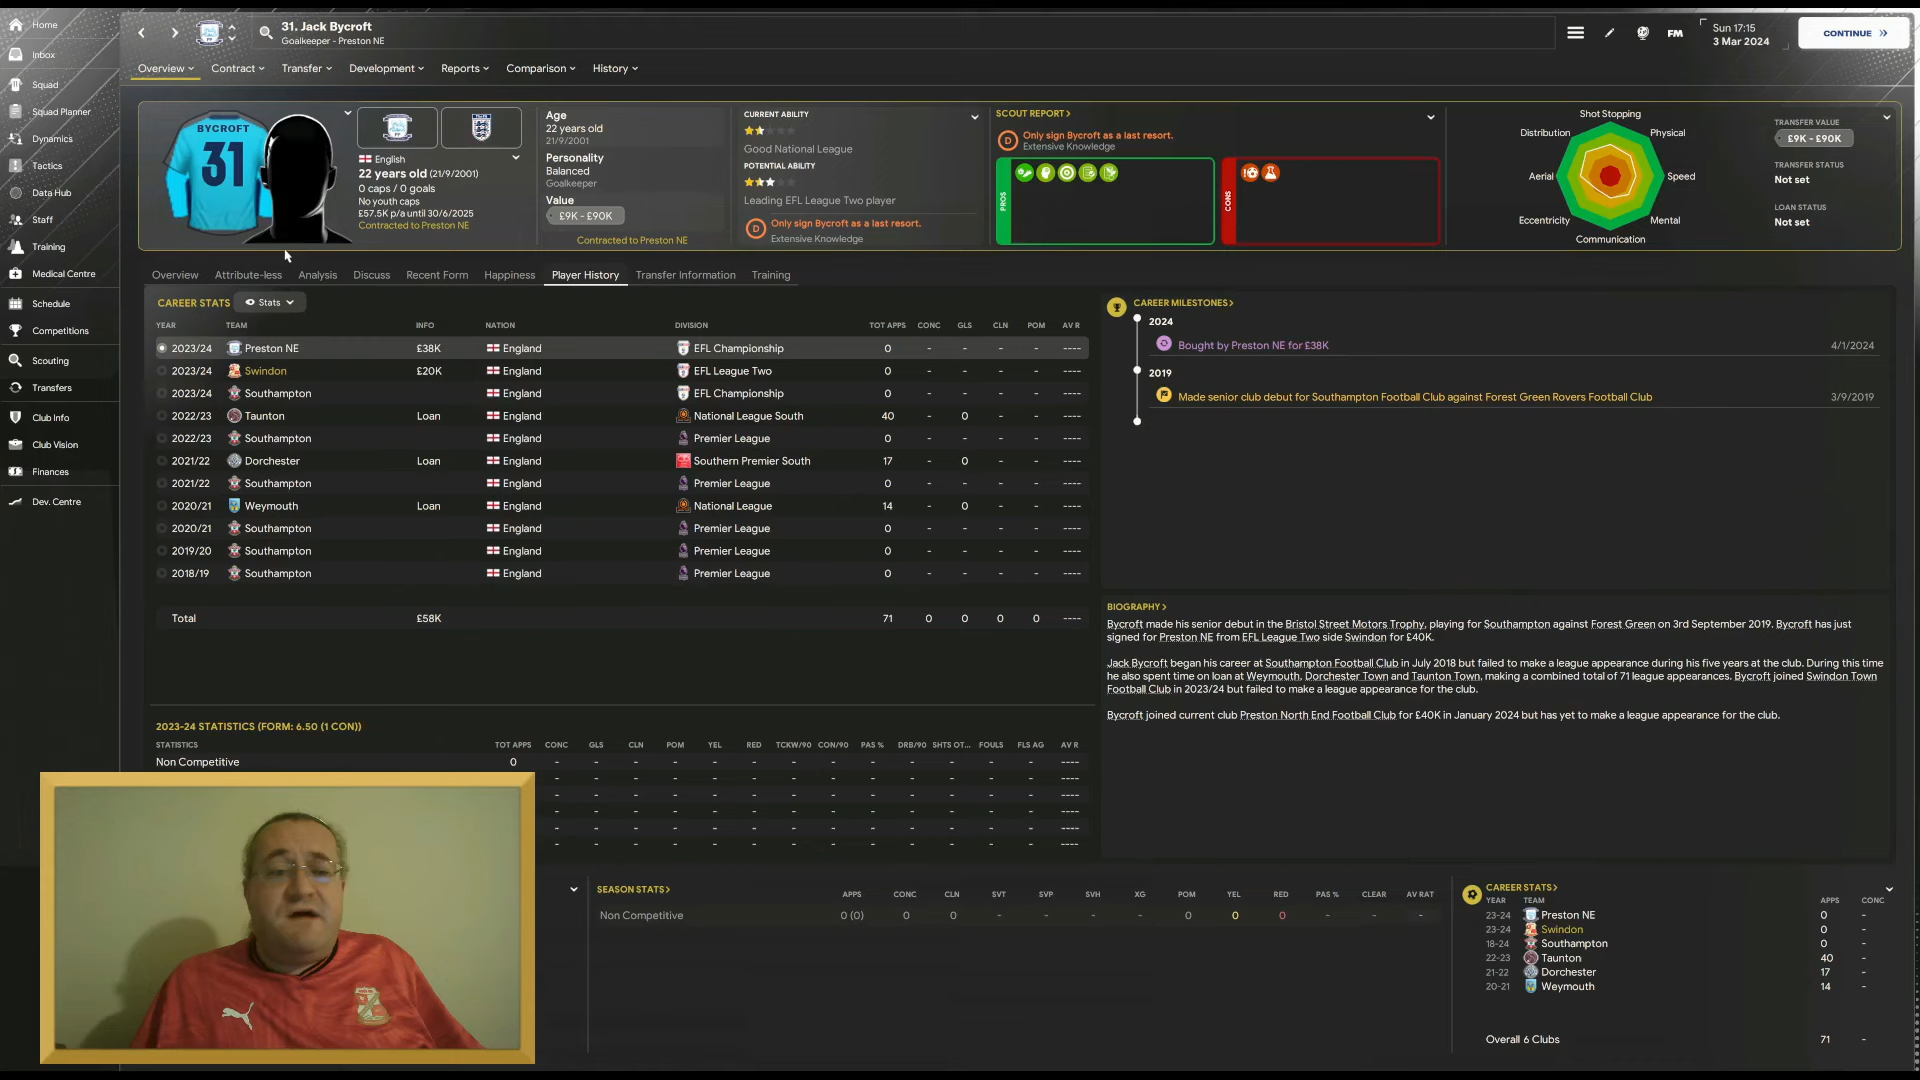 Home
31. Jack Bycroft
Goalkeeper - Preston NE
FM
Sun 17:15
3 Mar 2024
CONTINUE
Inbox
Squad
Squad Planner
Dynamics
Tactics
Data Hub
Staff
Training
Medical Centre
Schedule
Competitions
Scouting
Transfers
Club Info
Club Vision
Finances
Dev. Centre
Overview Contract Transfer Development Reports Comparison History
BYCROFT
31
English
22 years old (21/9/2001)
0 caps / 0 goals
No youth caps
£57.5K p/a until 30/6/2025
Contracted to Preston NE
Age
22 years old
21/9/2001
Personality
Balanced
Goalkeeper
Value
£9K - £90K
Contracted to Preston NE
CURRENT ABILITY
Good National League
POTENTIAL ABILITY
Leading EFL League Two player
D Only sign Bycroft as a last resort.
Extensive Knowledge
SCOUT REPORT>
D Only sign Bycroft as a last resort.
Extensive Knowledge
PROS
CONS
Shot Stopping
Distribution Physical
Aerial Speed
Eccentricity Mental
Communication
TRANSFER VALUE
£9K - £90K
TRANSFER STATUS
Not set
LOAN STATUS
Not set
Overview Attribute-less Analysis Discuss Recent Form Happiness Player History Transfer Information Training
CAREER STATS Stats
YEAR TEAM INFO NATION DIVISION TOT APPS CONC GLS CLN POM AV R
2023/24 Preston NE £38K England EFL Championship 0 - - - - ----
2023/24 Swindon £20K England EFL League Two 0 - - - - ----
2023/24 Southampton England EFL Championship 0 - - - - ----
2022/23 Taunton Loan England National League South 40 - 0 - - ----
2022/23 Southampton England Premier League 0 - - - - ----
2021/22 Dorchester Loan England Southern Premier South 17 - 0 - - ----
2021/22 Southampton England Premier League 0 - - - - ----
2020/21 Weymouth Loan England National League 14 - 0 - - ----
2020/21 Southampton England Premier League 0 - - - - ----
2019/20 Southampton England Premier League 0 - - - - ----
2018/19 Southampton England Premier League 0 - - - - ----
Total £58K 71 0 0 0 0 ----
CAREER MILESTONES>
2024
Bought by Preston NE for £38K 4/1/2024
2019
Made senior club debut for Southampton Football Club against Forest Green Rovers Football Club 3/9/2019
BIOGRAPHY>
Bycroft made his senior debut in the Bristol Street Motors Trophy, playing for Southampton against Forest Green on 3rd September 2019. Bycroft has just
signed for Preston NE from EFL League Two side Swindon for £40K.
Jack Bycroft began his career at Southampton Football Club in July 2018 but failed to make a league appearance during his five years at the club. During this time
he also spent time on loan at Weymouth, Dorchester Town and Taunton Town, making a combined total of 71 league appearances. Bycroft joined Swindon Town
Football Club in 2023/24 but failed to make a league appearance for the club.
Bycroft joined current club Preston North End Football Club for £40K in January 2024 but has yet to make a league appearance for the club.
2023-24 STATISTICS (FORM: 6.50 (1 CON))
STATISTICS TOT APPS CONC GLS CLN POM YEL RED TCKW/90 CON/90 PAS % DRB/90 SHTS OT... FOULS FLS AG AV R
Non Competitive 0 - - - - - - - - - - - - - ----
- - - - - - - - - - - - - ----
- - - - - - - - - - - - - ----
- - - - - - - - - - - - - ----
- - - - - - - - - - - - - ----
- - - - - - - - - - - - - ----
SEASON STATS>
APPS CONC CLN SVT SVP SVH XG POM YEL RED PAS % CLEAR AV RAT
Non Competitive 0 (0) 0 0 - - - - 0 0 0 - - -
CAREER STATS>
YEAR TEAM APPS CONC
23-24 Preston NE 0 -
23-24 Swindon 0 -
18-24 Southampton 0 -
22-23 Taunton 40 -
21-22 Dorchester 17 -
20-21 Weymouth 14 -
Overall 6 Clubs 71 -